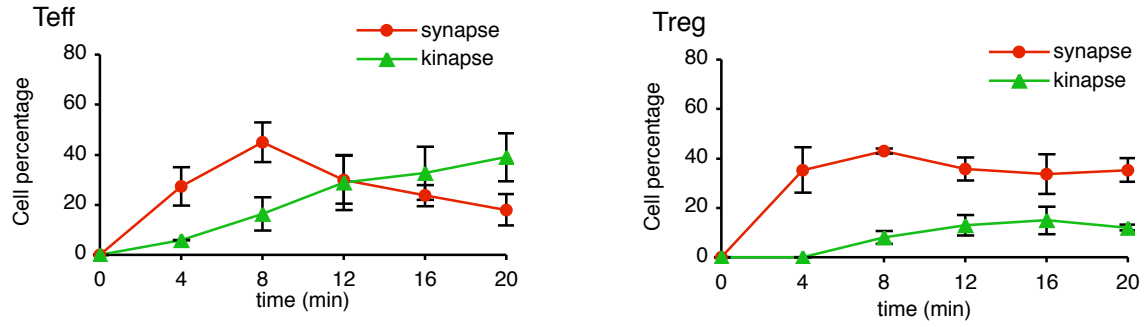 Teff
synapse
kinapse
Cell percentage
80
60
40
20
0
0 4 8 12 16 20
time (min)
Treg
synapse
kinapse
Cell percentage
80
60
40
20
0
0 4 8 12 16 20
time (min)